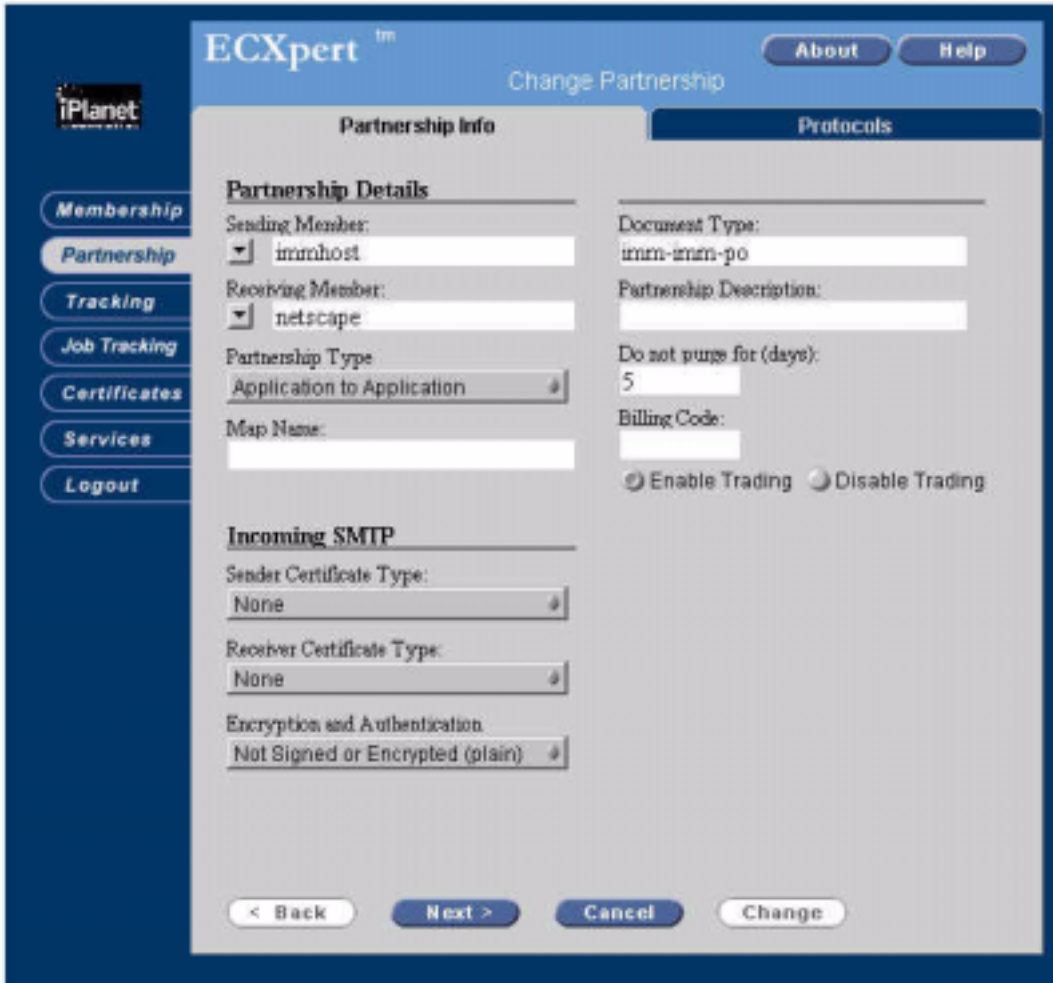 ECXpert ™
About
Help
Change Partnership
iPlanet
Partnership Info
Protocols
Membership
Partnership
Tracking
Job Tracking
Certificates
Services
Logout
Partnership Details
Sending Member:
immhost
Receiving Member:
netscape
Partnership Type
Application to Application
Map Name:
Document Type:
imm-imm-po
Partnership Description:
Do not purge for (days):
5
Billing Code:
Enable Trading
Disable Trading
Incoming SMTP
Sender Certificate Type:
None
Receiver Certificate Type:
None
Encryption and Authentication
Not Signed or Encrypted (plain)
< Back
Next >
Cancel
Change